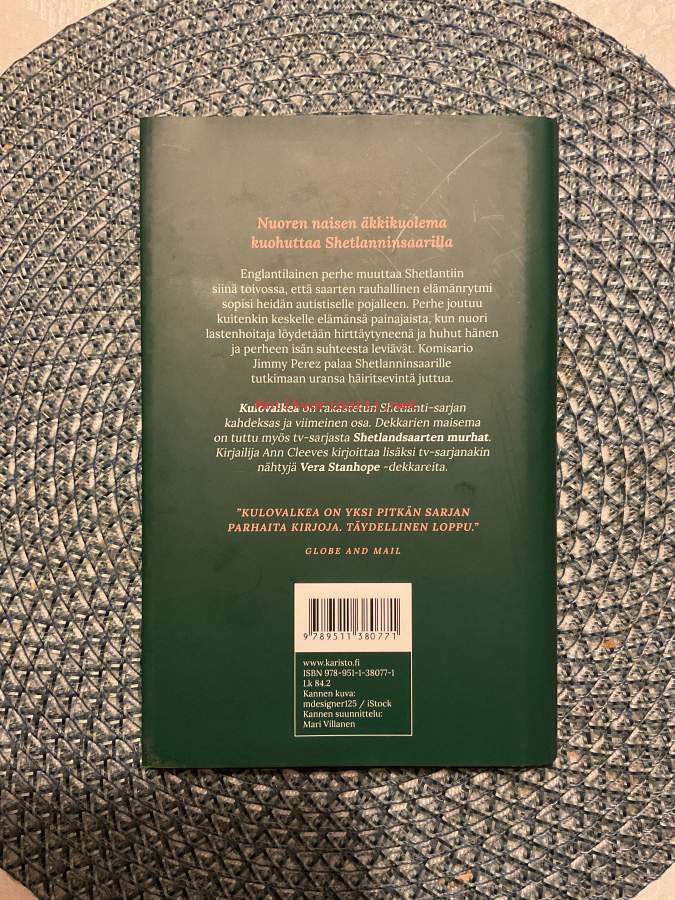 Nuoren naisen äkkikuolema
kuohuttaa Shetlanninsaarilla
Englantilainen perhe muuttaa Shetlantiin
siinä toivossa, että saarten rauhallinen elämänrytmi
sopisi heidän autistiselle pojalleen. Perhe joutuu
kuitenkin keskelle elämänsä painajaista, kun nuori
lastenhoitaja löydetään hirttäytyneenä ja huhut hänen
ja perheen isän suhteesta leviävät. Komisario
Jimmy Perez palaa Shetlanninsaarille
tutkimaan uransa häiritsevintä juttua.
Kulovalkea on rakastetun Shetlanti-sarjan
kahdeksas ja viimeinen osa. Dekkarien maisema
on tuttu myös tv-sarjasta Shetlandsaarten murhat.
Kirjailija Ann Cleeves kirjoittaa lisäksi tv-sarjanakin
nähtyjä Vera Stanhope -dekkareita.
”KULOVALKEA ON YKSI PITKÄN SARJAN
PARHAITA KIRJOJA. TÄYDELLINEN LOPPU.”
GLOBE AND MAIL
9 789511 380771
www.karisto.fi
ISBN 978-951-1-38077-1
Lk 84.2
Kannen kuva:
mdesigner125 / iStock
Kannen suunnittelu:
Mari Villanen